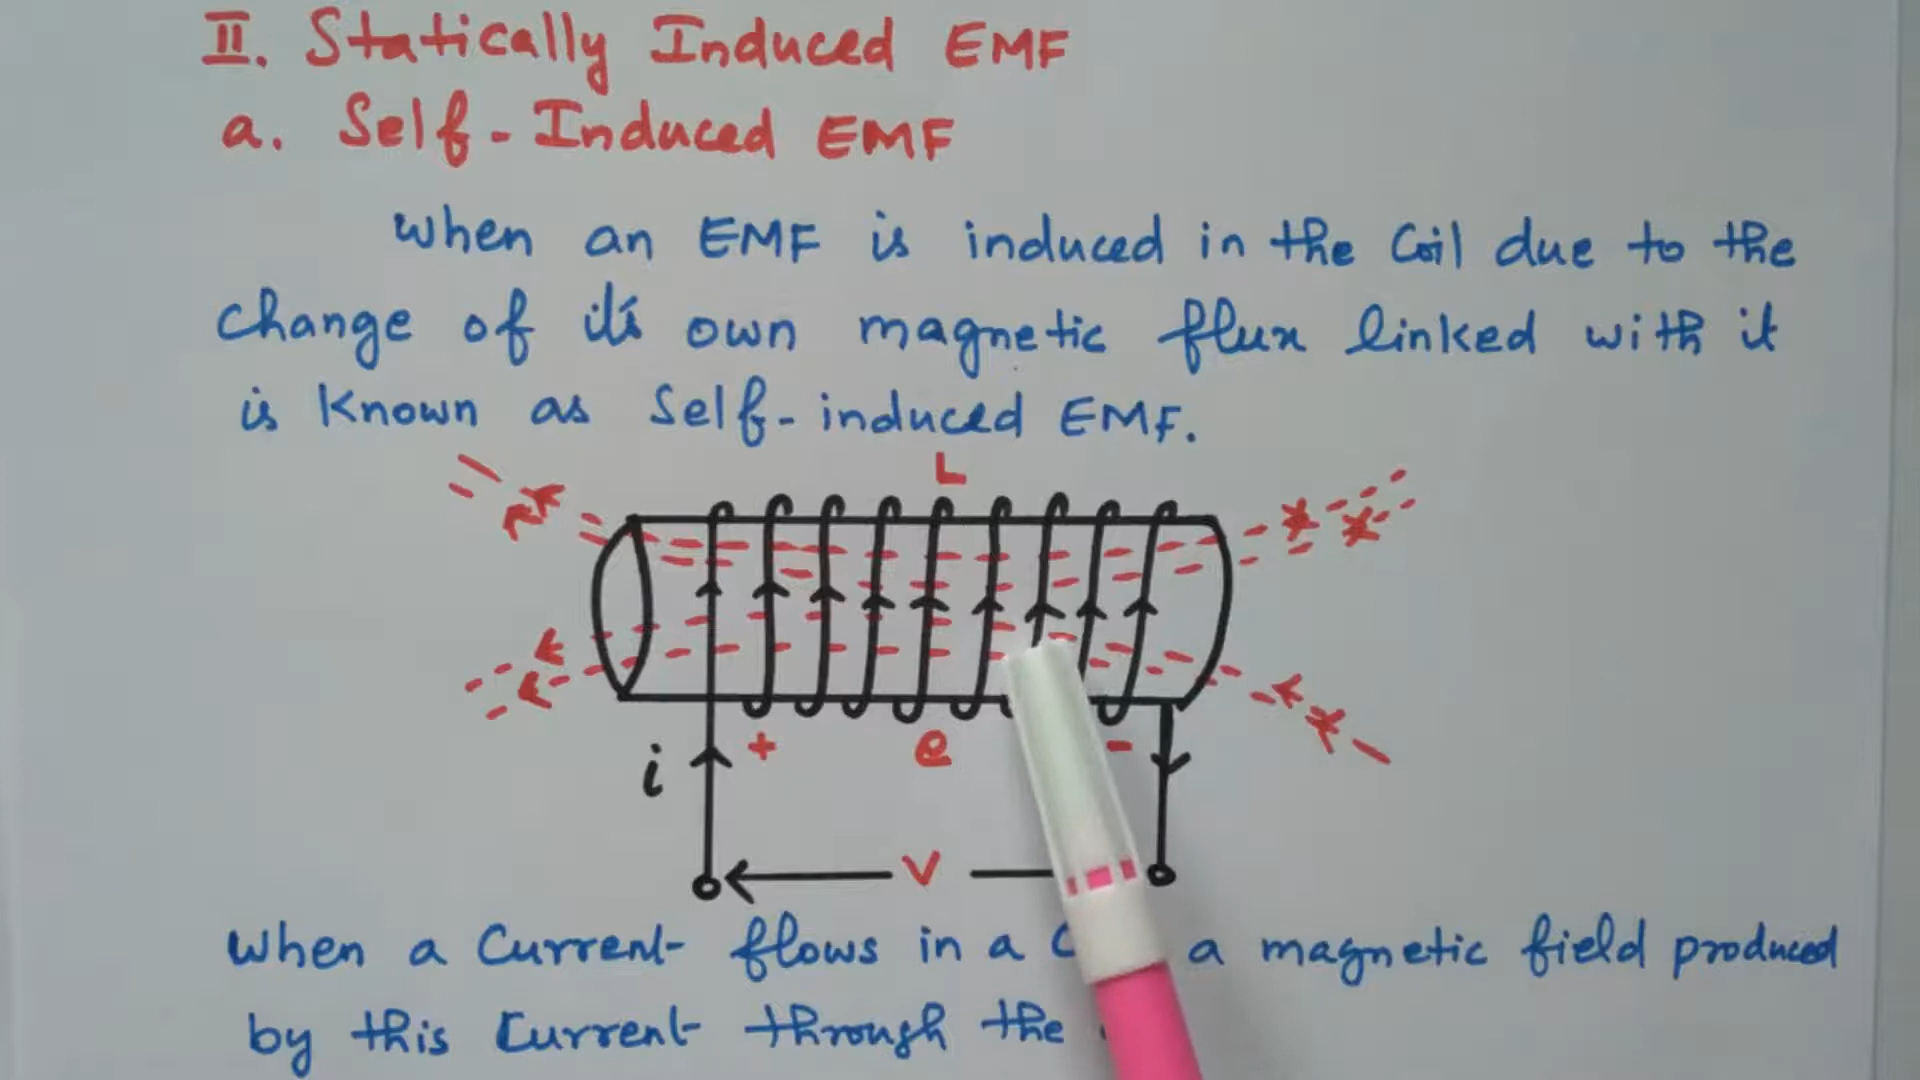 II. Statically Induced EMF
a. Self-Induced EMF
When an EMF is induced in the Coil due to the
change of it's own magnetic flux linked with it
is known as Self-induced EMF.
L
+ e -
i
V
When a Current flows in a a magnetic field produced
by this Current through the